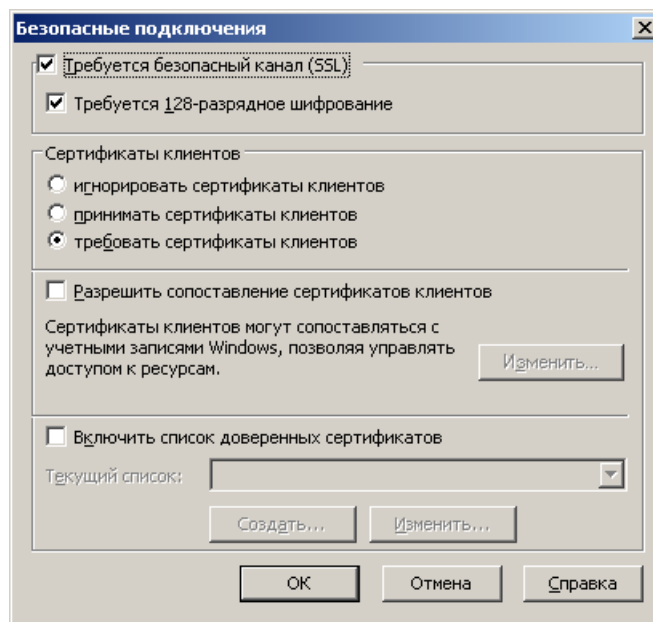 Безопасные подключения
Требуется безопасный канал (SSL)
Требуется 128-разрядное шифрование
Сертификаты клиентов
игнорировать сертификаты клиентов
принимать сертификаты клиентов
требовать сертификаты клиентов
Разрешить сопоставление сертификатов клиентов
Сертификаты клиентов могут сопоставляться с
учетными записями Windows, позволяя управлять
доступом к ресурсам.
Изменить...
Включить список доверенных сертификатов
Текущий список:
Создать... Изменить...
ОК Отмена Справка